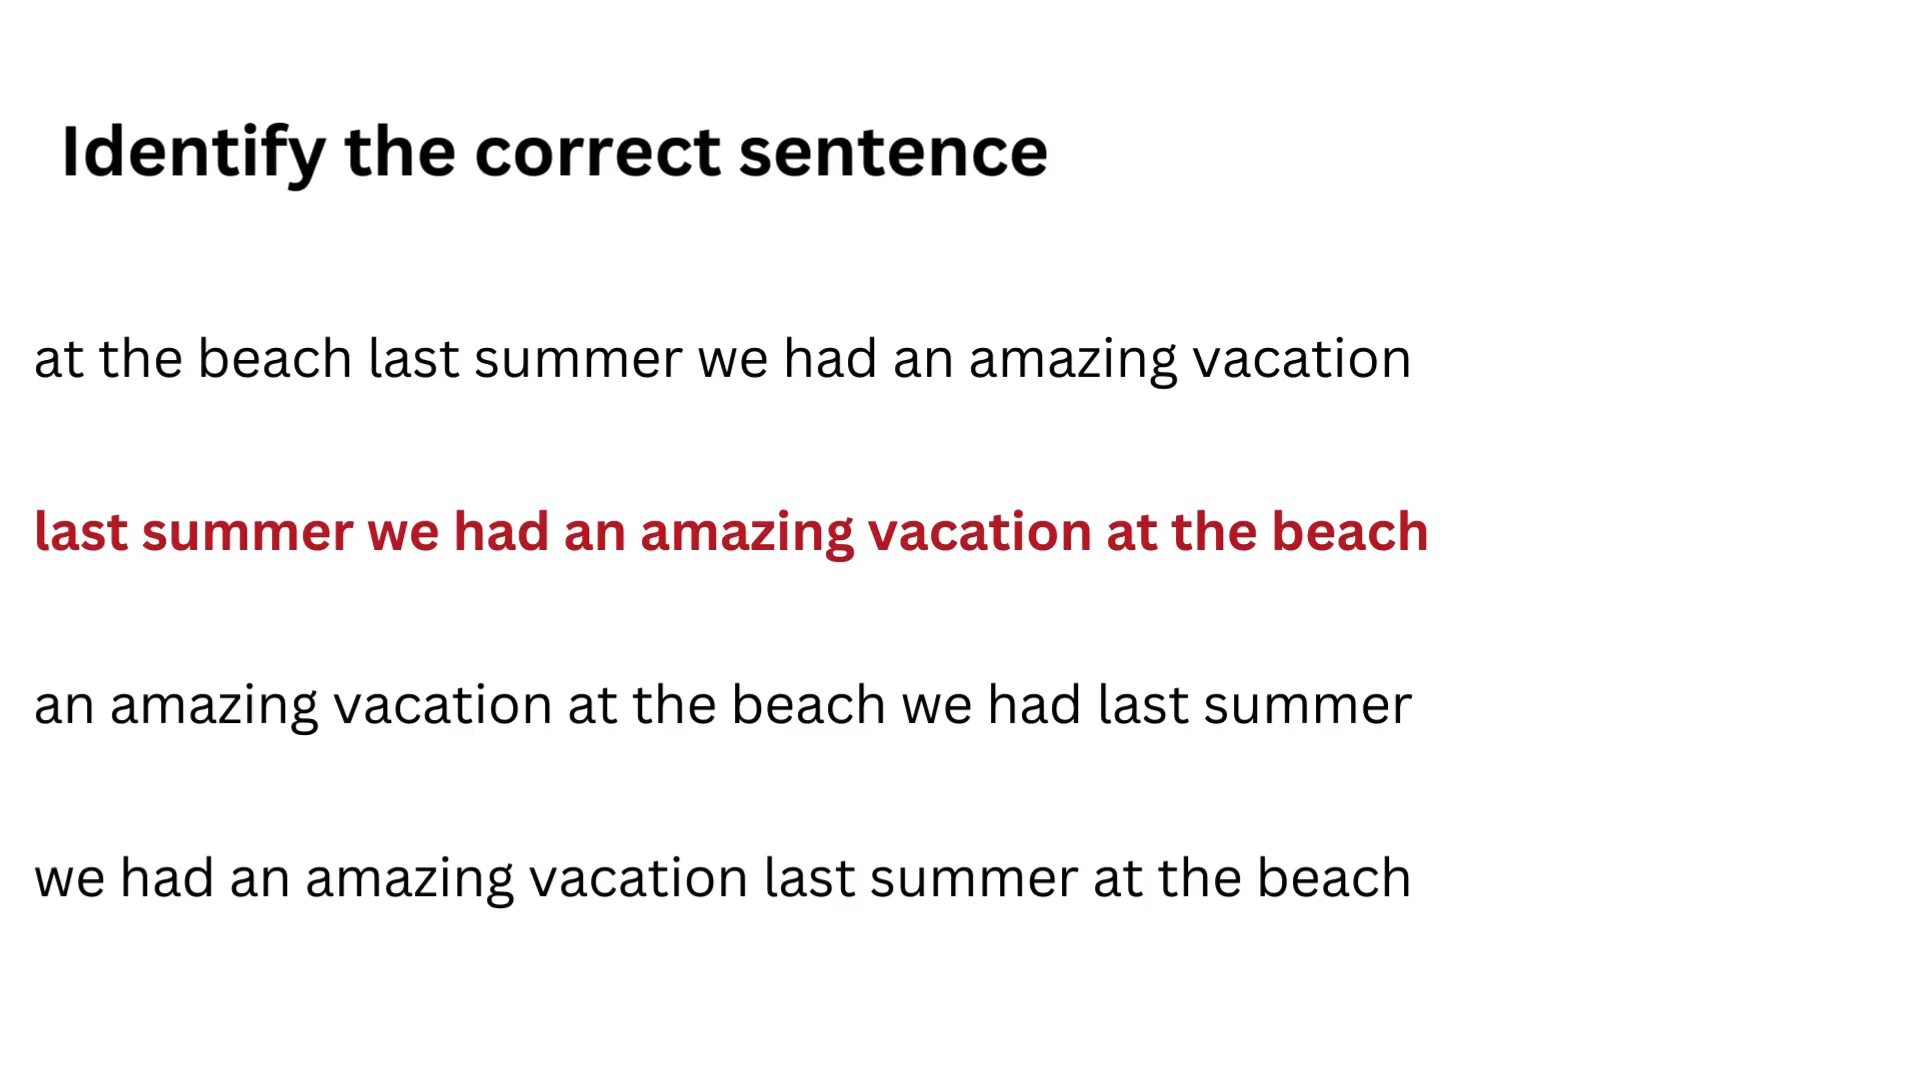 Identify the correct sentence
at the beach last summer we had an amazing vacation
last summer we had an amazing vacation at the beach
an amazing vacation at the beach we had last summer
we had an amazing vacation last summer at the beach